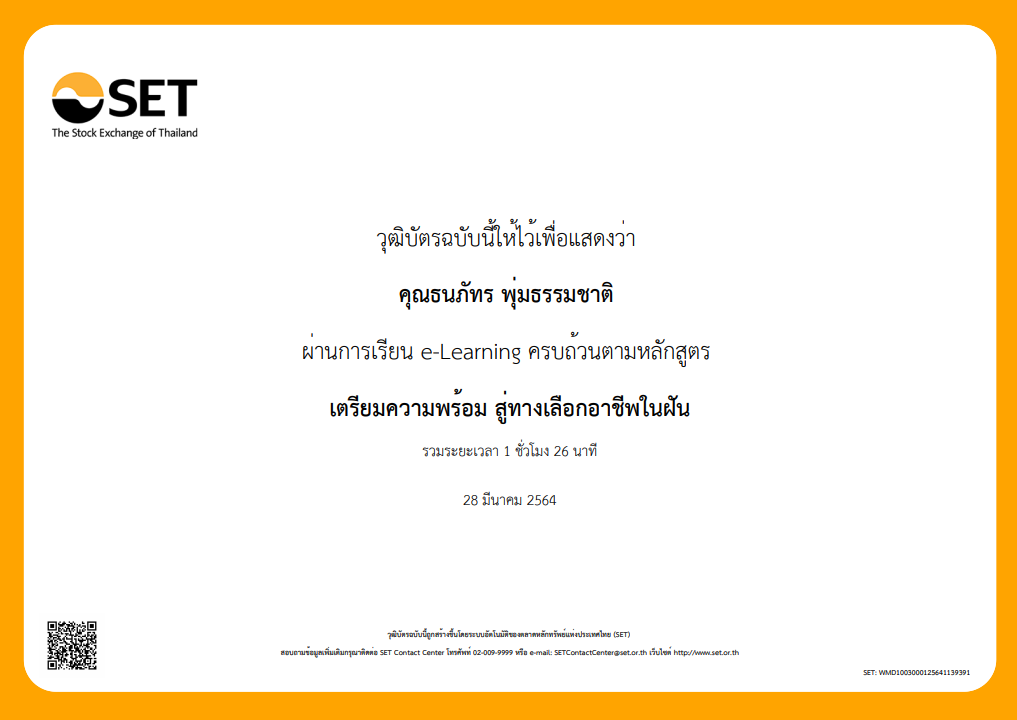 SET
The Stock Exchange of Thailand
วุฒิบัตรฉบับนี้ให้ไว้เพื่อแสดงว่า
คุณธนภัทร พุ่มธรรมชาติ
ผ่านการเรียน e-Learning ครบถ้วนตามหลักสูตร
เตรียมความพร้อม สู่ทางเลือกอาชีพในฝัน
รวมระยะเวลา 1 ชั่วโมง 26 นาที
28 มีนาคม 2564
วุฒิบัตรฉบับนี้ถูกสร้างขึ้นโดยระบบอัตโนมัติของตลาดหลักทรัพย์แห่งประเทศไทย (SET)
สอบถามข้อมูลเพิ่มเติมกรุณาติดต่อ SET Contact Center โทรศัพท์ 02-009-9999 หรือ e-mail: SETContactCenter@set.or.th เว็บไซต์ http://www.set.or.th
SET: WMD1003000125641139391